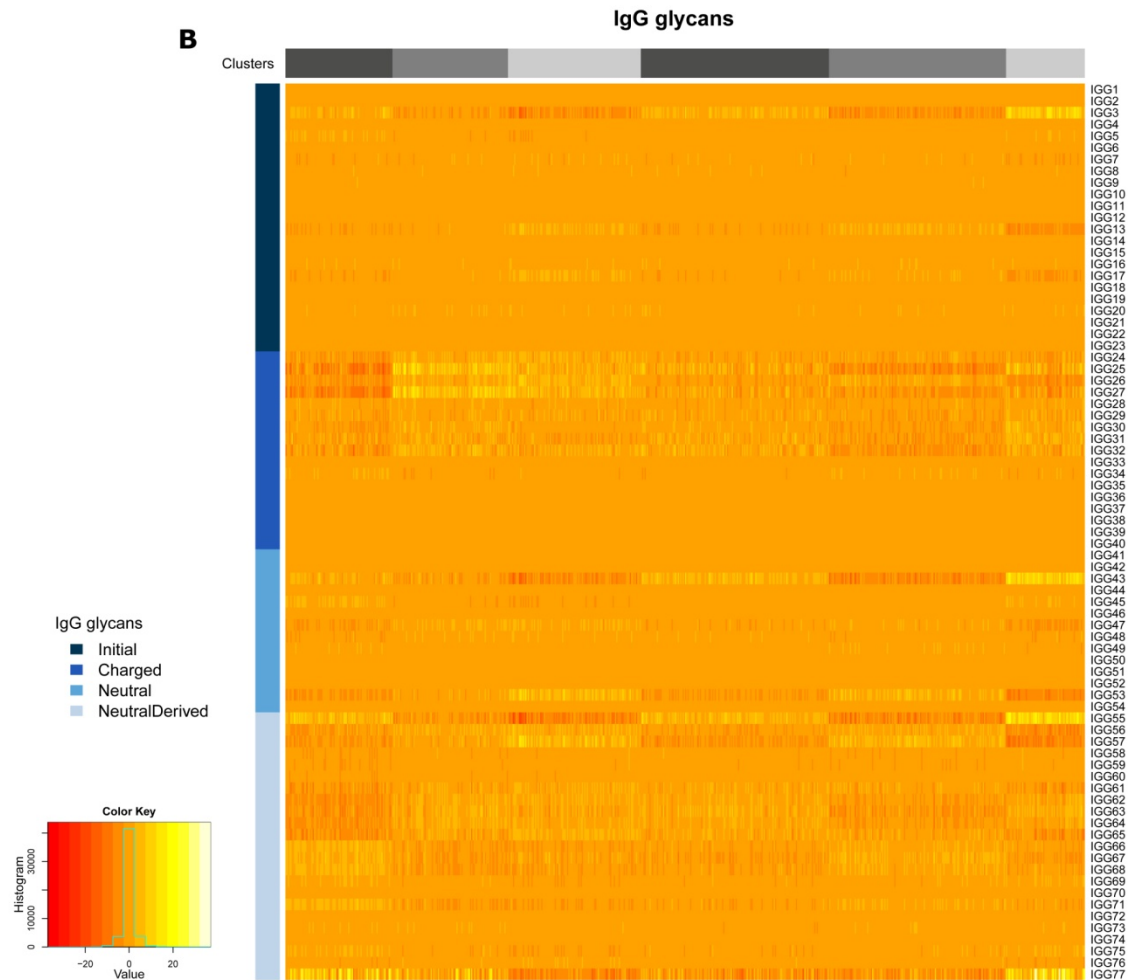 IgG glycans
B
Clusters
IGG1
IGG2
IGG3
IGG4
IGG5
IGG6
IGG7
IGG8
IGG9
IGG10
IGG11
IGG12
IGG13
IGG14
IGG15
IGG16
IGG17
IGG18
IGG19
IGG20
IGG21
IGG22
IGG23
IGG24
IGG25
IGG26
IGG27
IGG28
IGG29
IGG30
IGG31
IGG32
IGG33
IGG34
IGG35
IGG36
IGG37
IGG38
IGG39
IGG40
IGG41
IGG42
IGG43
IGG44
IGG45
IGG46
IGG47
IGG48
IGG49
IGG50
IGG51
IGG52
IGG53
IGG54
IGG55
IGG56
IGG57
IGG58
IGG59
IGG60
IGG61
IGG62
IGG63
IGG64
IGG65
IGG66
IGG67
IGG68
IGG69
IGG70
IGG71
IGG72
IGG73
IGG74
IGG75
IGG76
IGG77
IgG glycans
Initial
Charged
Neutral
NeutralDerived
Color Key
Histogram
0 10000 30000
−20 0 20
Value